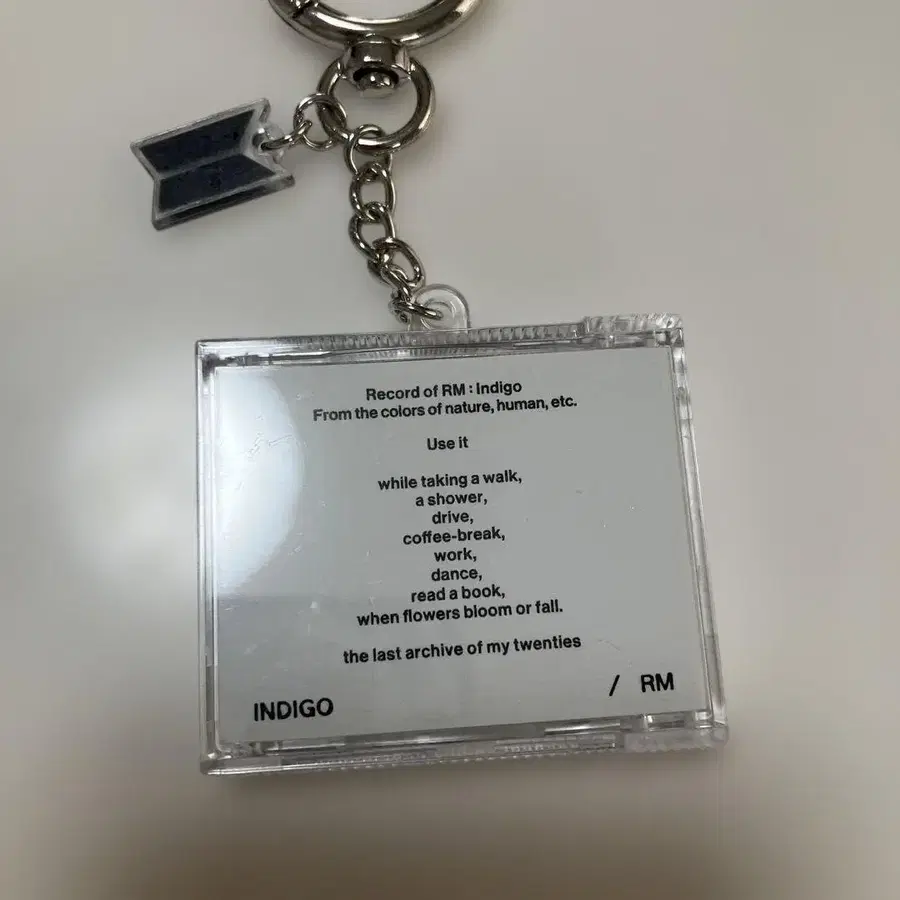 Record of RM : Indigo
From the colors of nature, human, etc.
Use it
while taking a walk,
a shower,
drive,
coffee-break,
work,
dance,
read a book,
when flowers bloom or fall.
the last archive of my twenties
INDIGO / RM